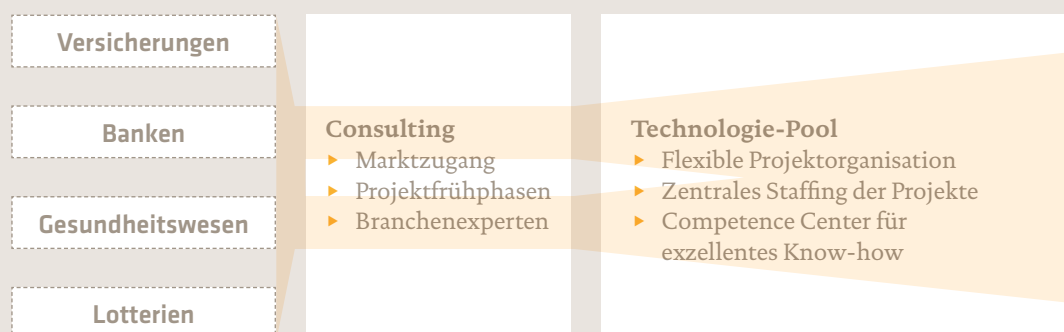 Versicherungen
Banken
Gesundheitswesen
Lotterien
Consulting
▸ Marktzugang
▸ Projektfrühphasen
▸ Branchenexperten
Technologie-Pool
▸ Flexible Projektorganisation
▸ Zentrales Staffing der Projekte
▸ Competence Center für
exzellentes Know-how